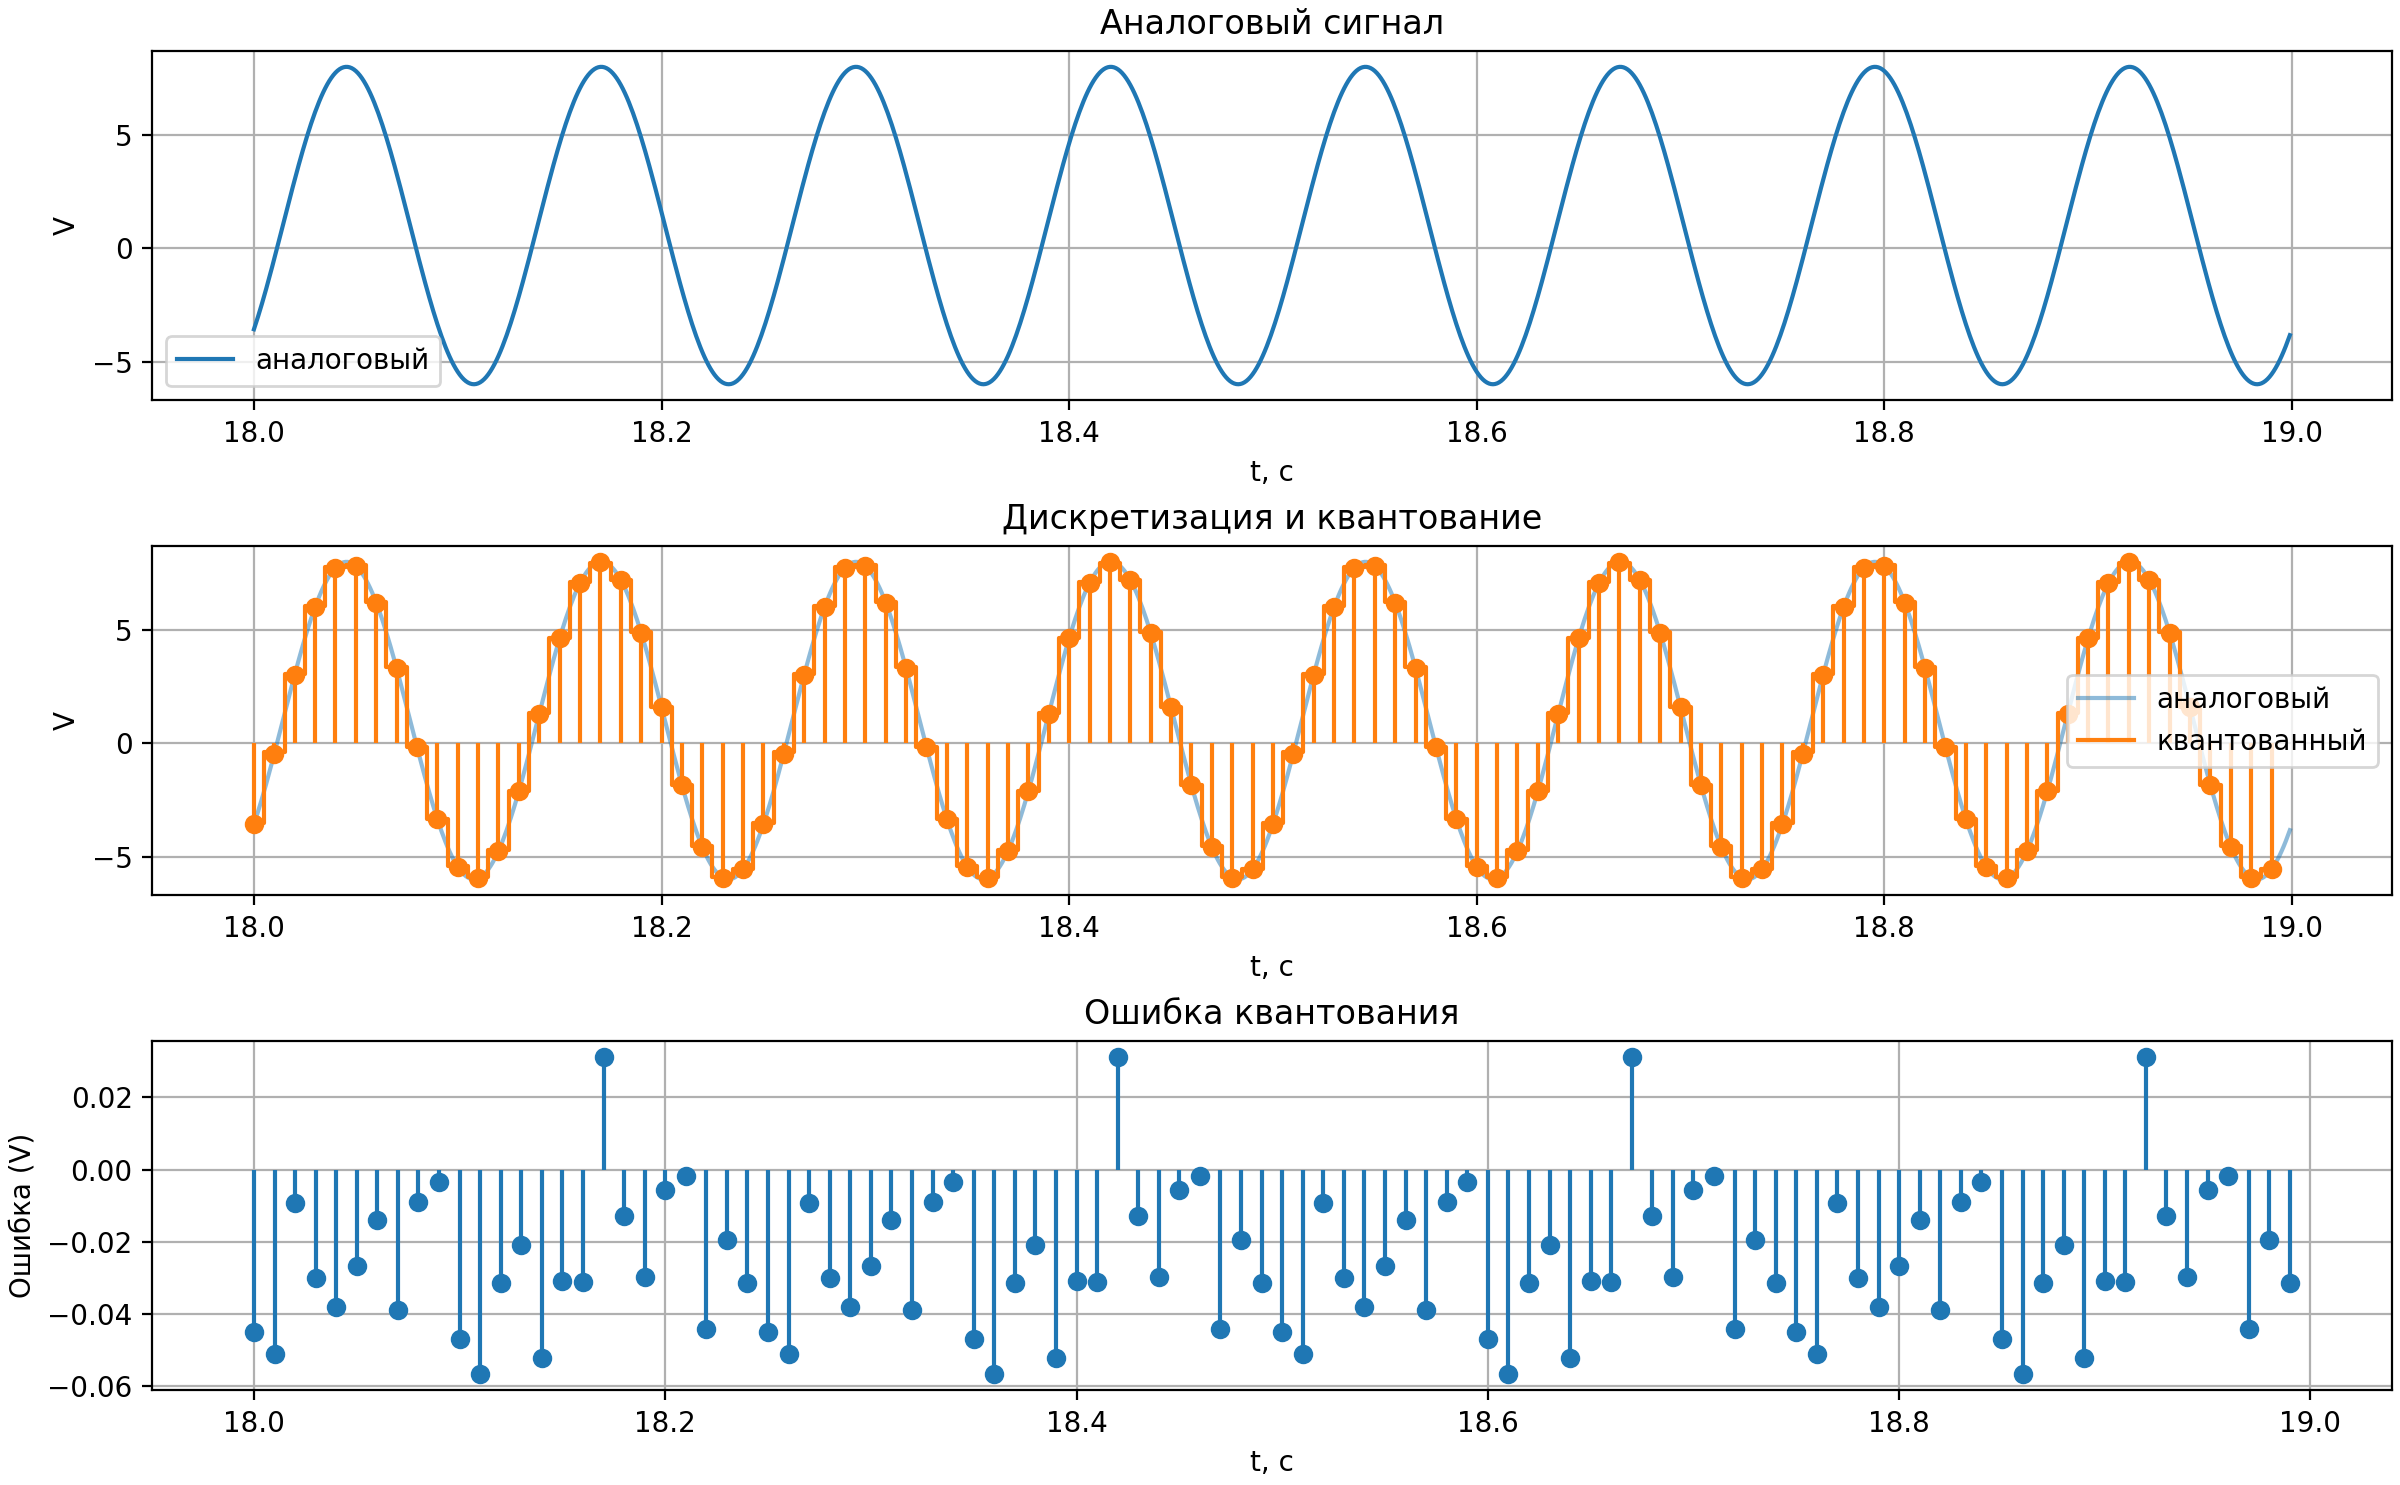 Аналоговый сигнал
V
5
0
−5
аналоговый
18.0 18.2 18.4 18.6 18.8 19.0
t, с
Дискретизация и квантование
V
5
0
−5
аналоговый
квантованный
18.0 18.2 18.4 18.6 18.8 19.0
t, с
Ошибка квантования
Ошибка (V)
0.02
0.00
−0.02
−0.04
−0.06
18.0 18.2 18.4 18.6 18.8 19.0
t, с